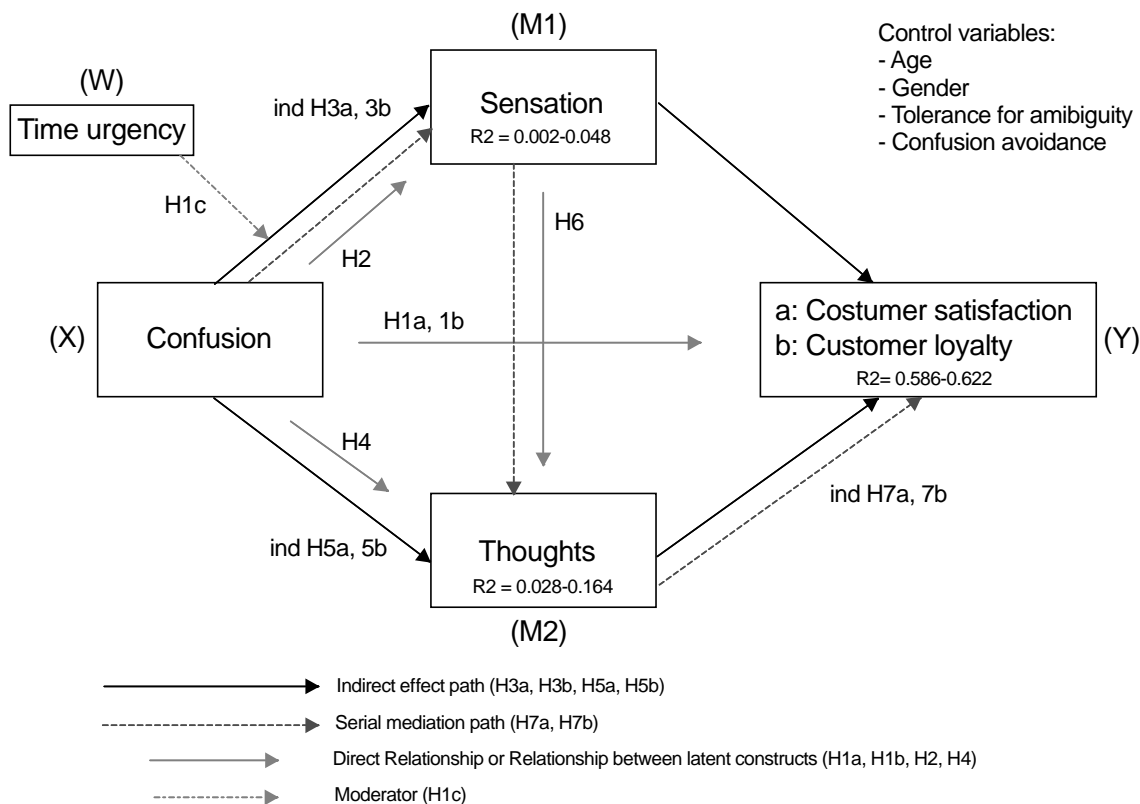 (M1)
Control variables:
- Age
- Gender
- Tolerance for amibiguity
- Confusion avoidance
(W)
Time urgency
ind H3a, 3b
Sensation
R2 = 0.002-0.048
H1c
H6
H2
(X)
Confusion
H1a, 1b
a: Costumer satisfaction
b: Customer loyalty
R2= 0.586-0.622
(Y)
H4
ind H7a, 7b
ind H5a, 5b
Thoughts
R2 = 0.028-0.164
(M2)
Indirect effect path (H3a, H3b, H5a, H5b)
Serial mediation path (H7a, H7b)
Direct Relationship or Relationship between latent constructs (H1a, H1b, H2, H4)
Moderator (H1c)